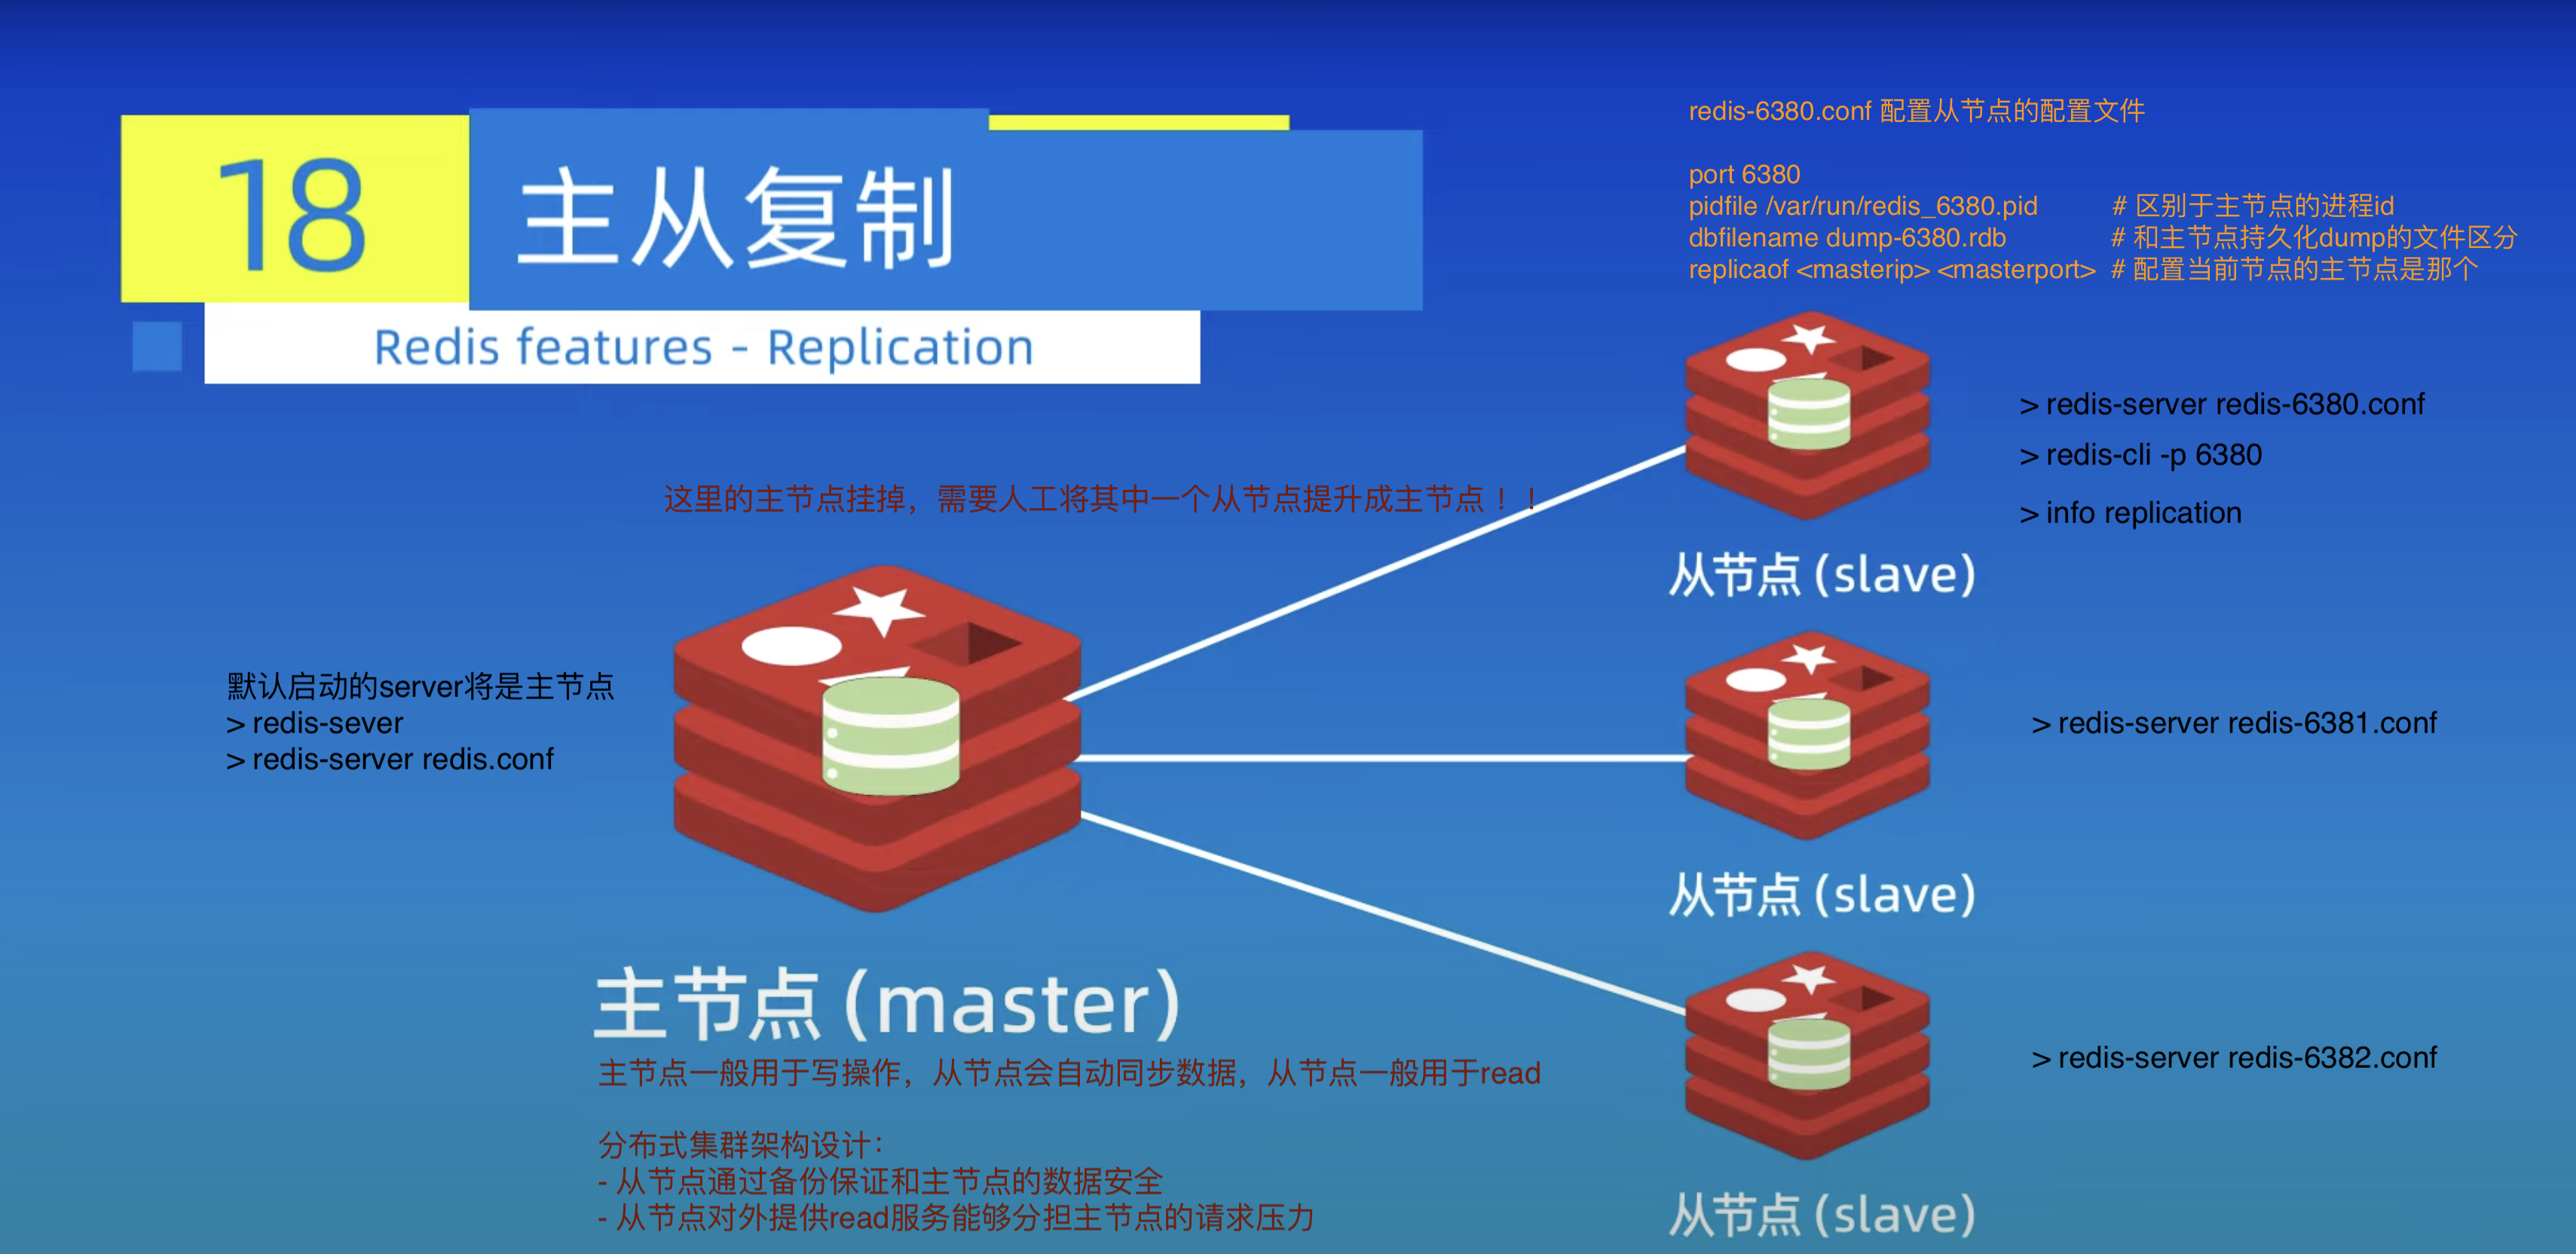 18
主从复制
Redis features - Replication
redis-6380.conf 配置从节点的配置文件
port 6380
pidfile /var/run/redis_6380.pid # 区别于主节点的进程id
dbfilename dump-6380.rdb # 和主节点持久化dump的文件区分
replicaof <masterip> <masterport> # 配置当前节点的主节点是那个
> redis-server redis-6380.conf
> redis-cli -p 6380
> info replication
从节点 (slave)
这里的主节点挂掉，需要人工将其中一个从节点提升成主节点！！
默认启动的server将是主节点
> redis-sever
> redis-server redis.conf
> redis-server redis-6381.conf
从节点 (slave)
主节点 (master)
主节点一般用于写操作，从节点会自动同步数据，从节点一般用于read
> redis-server redis-6382.conf
分布式集群架构设计：
- 从节点通过备份保证和主节点的数据安全
- 从节点对外提供read服务能够分担主节点的请求压力
从节点 (slave)